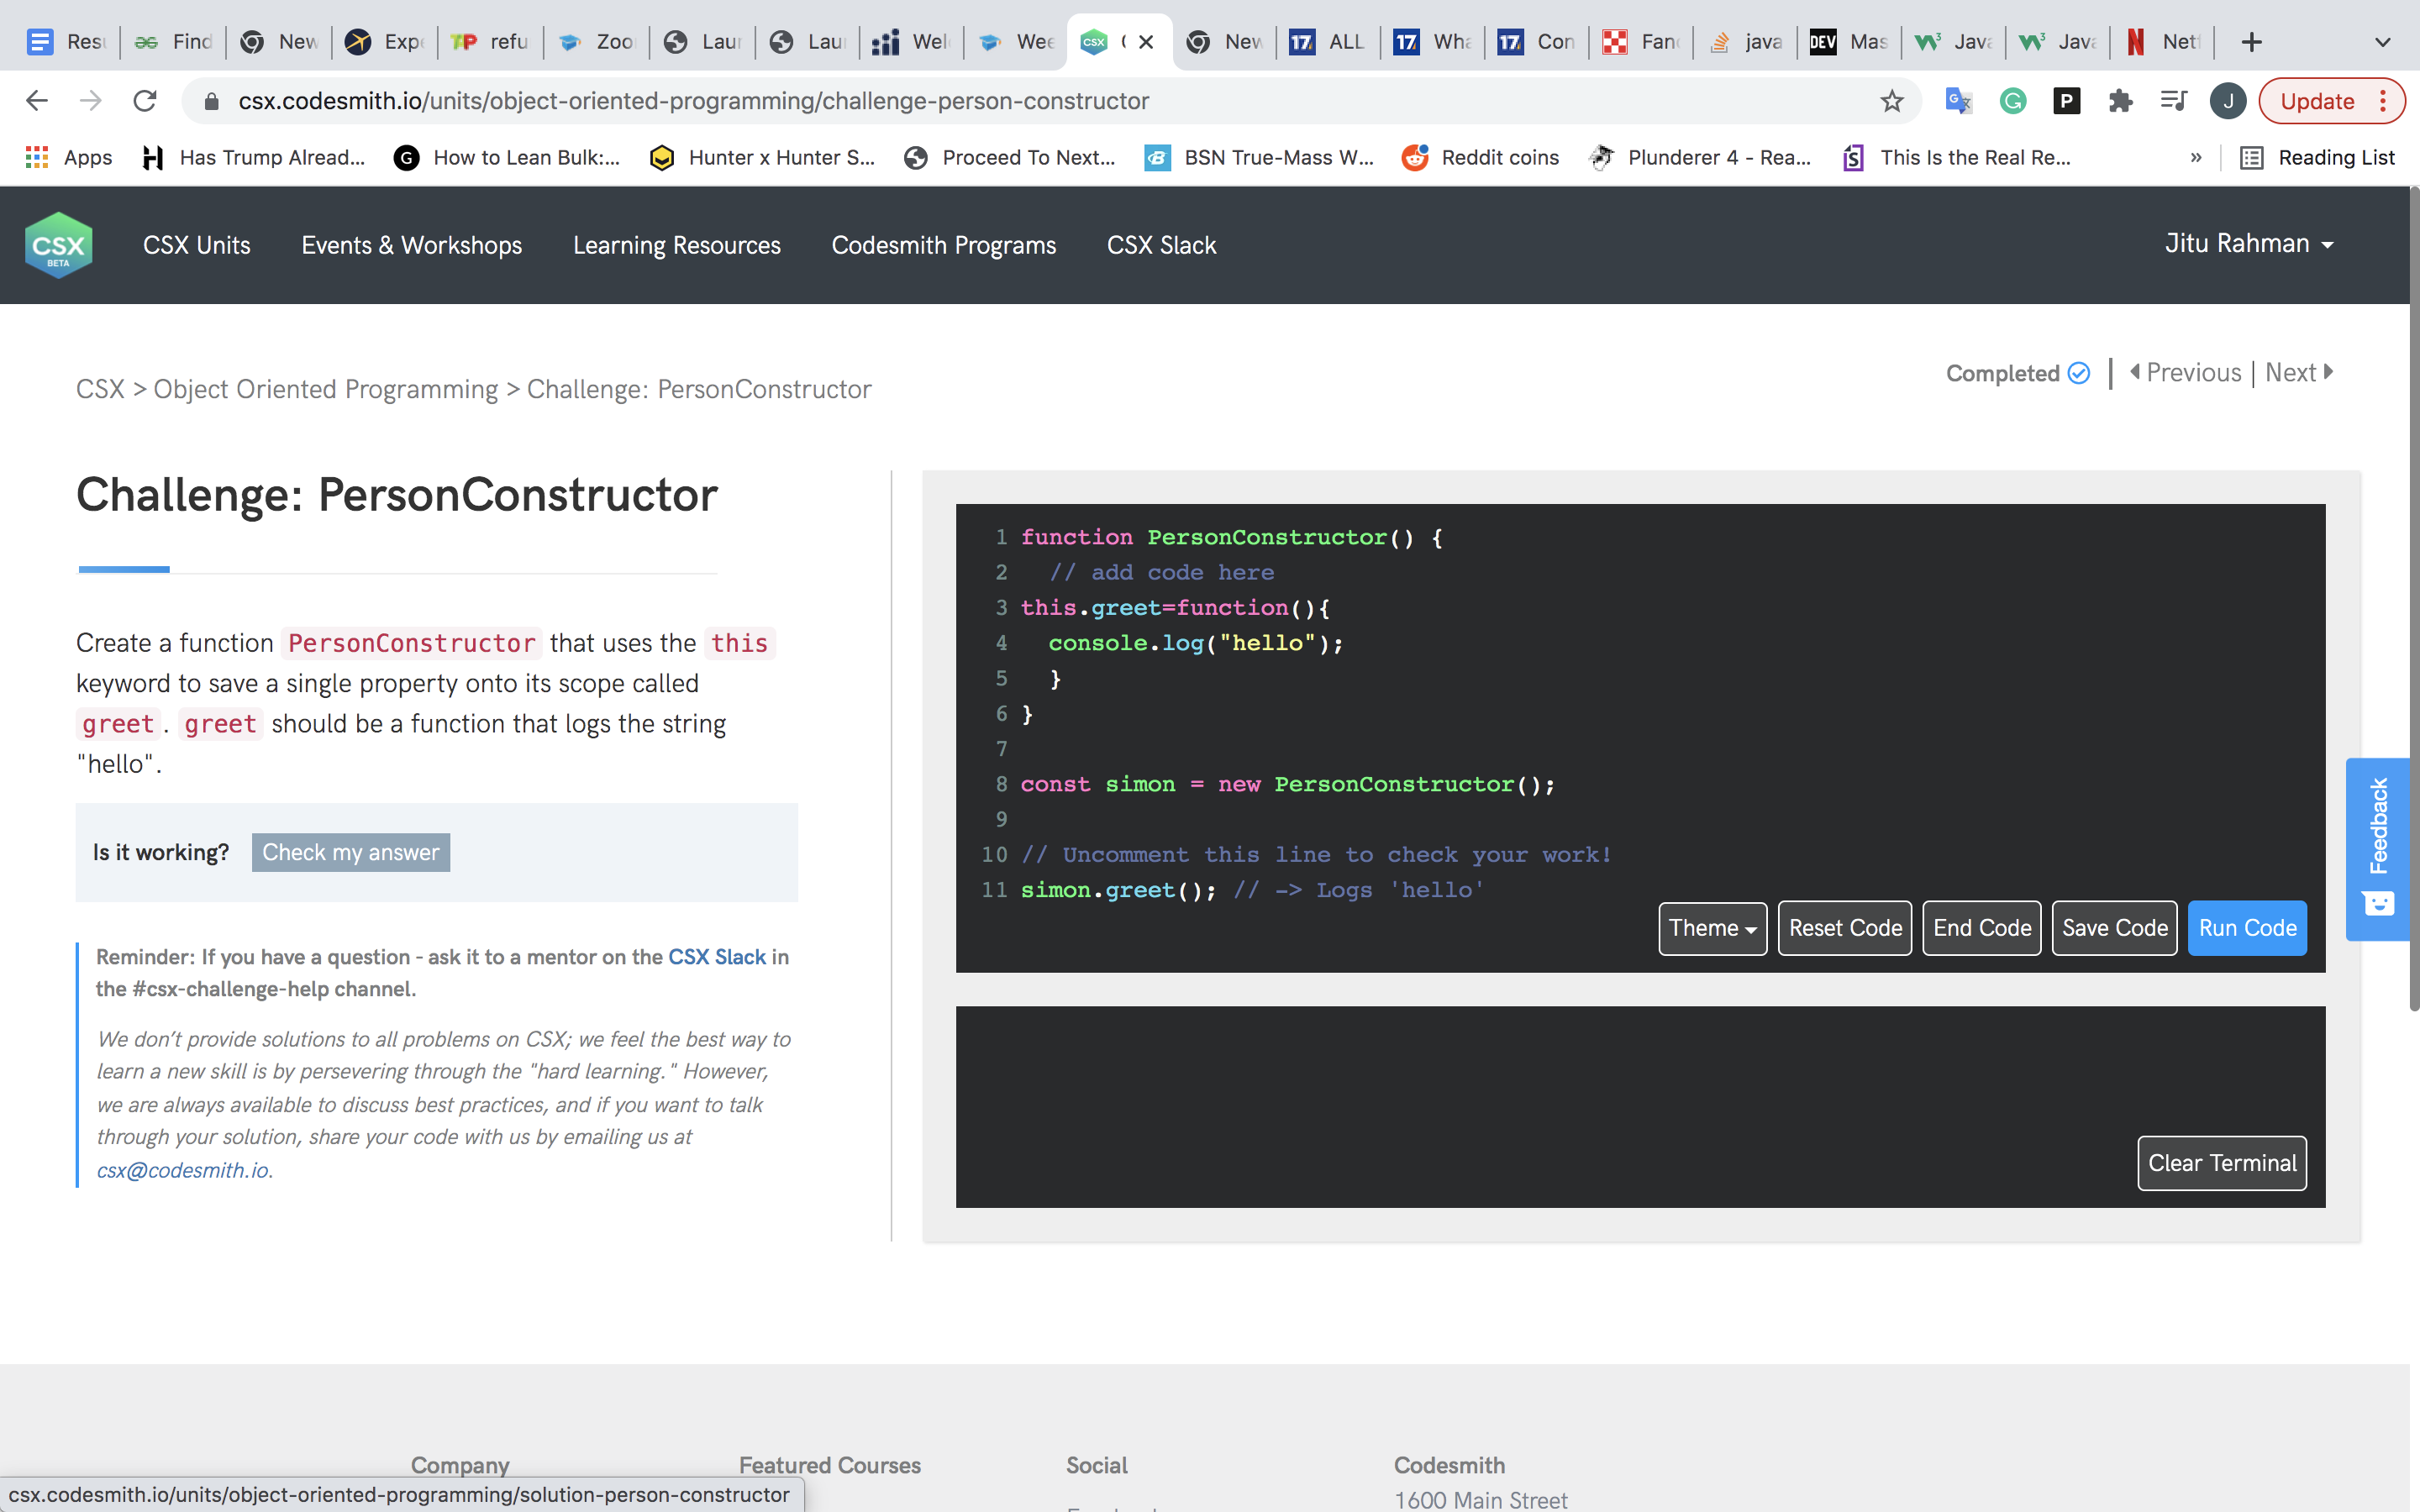 Resu Find New Exp TP refu Zoo Laun Laun Wel Wee CSX New 17 ALL 17 Wha 17 Con Fan java DEV Mas Java Java N Net
csx.codesmith.io/units/object-oriented-programming/challenge-person-constructor P J Update
Apps Has Trump Alread... How to Lean Bulk:... Hunter x Hunter S... Proceed To Next... BSN True-Mass W... Reddit coins Plunderer 4 - Rea... This Is the Real Re... » Reading List
CSX BETA CSX Units Events & Workshops Learning Resources Codesmith Programs CSX Slack Jitu Rahman
CSX > Object Oriented Programming > Challenge: PersonConstructor
Completed | Previous | Next
Challenge: PersonConstructor
Create a function PersonConstructor that uses the this
keyword to save a single property onto its scope called
greet. greet should be a function that logs the string
"hello".
Is it working? Check my answer
Reminder: If you have a question - ask it to a mentor on the CSX Slack in
the #csx-challenge-help channel.
We don't provide solutions to all problems on CSX; we feel the best way to
learn a new skill is by persevering through the "hard learning." However,
we are always available to discuss best practices, and if you want to talk
through your solution, share your code with us by emailing us at
csx@codesmith.io.
1 function PersonConstructor() {
2 // add code here
3 this.greet=function(){
4 console.log("hello");
5 }
6 }
7
8 const simon = new PersonConstructor();
9
10 // Uncomment this line to check your work!
11 simon.greet(); // -> Logs 'hello'
Theme Reset Code End Code Save Code Run Code
Clear Terminal
Feedback
Company Featured Courses Social Codesmith
1600 Main Street
csx.codesmith.io/units/object-oriented-programming/solution-person-constructor